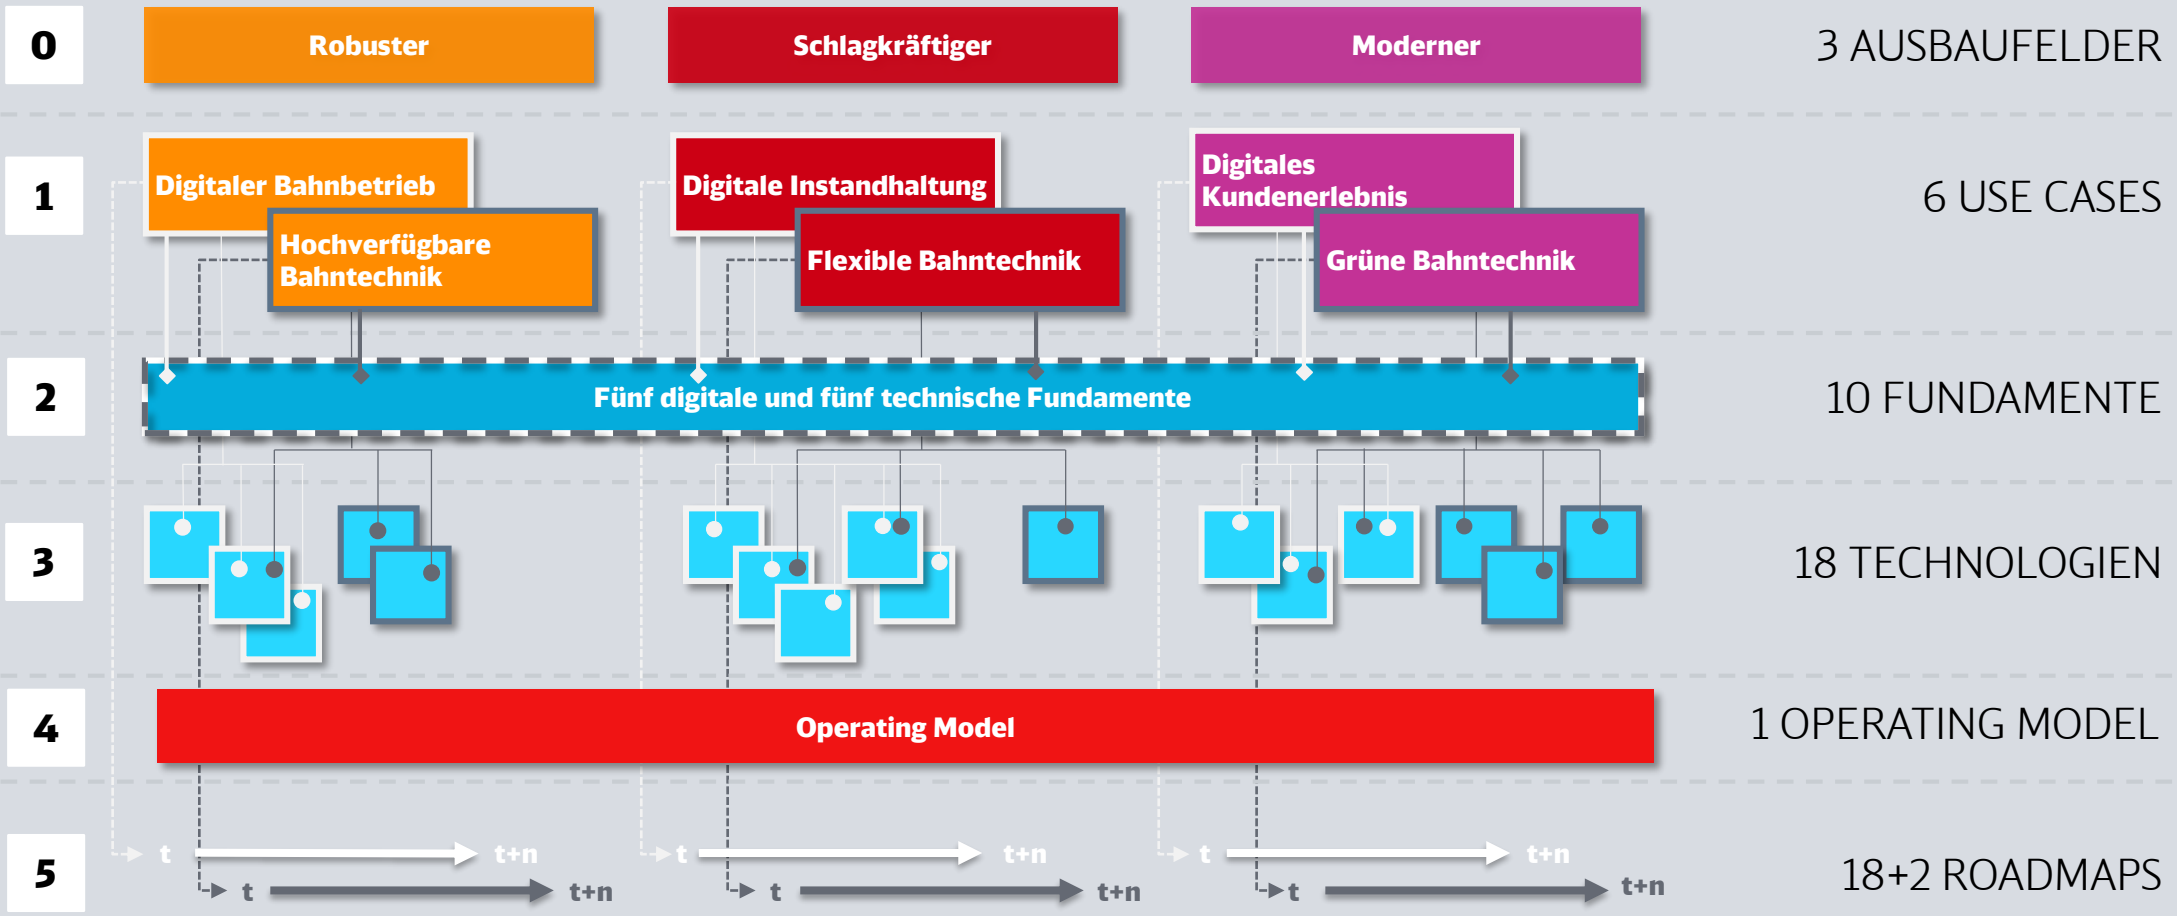 0
Robuster
Schlagkräftiger
Moderner
3 AUSBAUFELDER
1
Digitaler Bahnbetrieb
Hochverfügbare
Bahntechnik
Digitale Instandhaltung
Flexible Bahntechnik
Digitales
Kundenerlebnis
Grüne Bahntechnik
6 USE CASES
2
Fünf digitale und fünf technische Fundamente
10 FUNDAMENTE
3
18 TECHNOLOGIEN
4
Operating Model
1 OPERATING MODEL
5
t
t+n
t
t+n
t
t+n
t
t+n
t
t+n
t
t+n
18+2 ROADMAPS